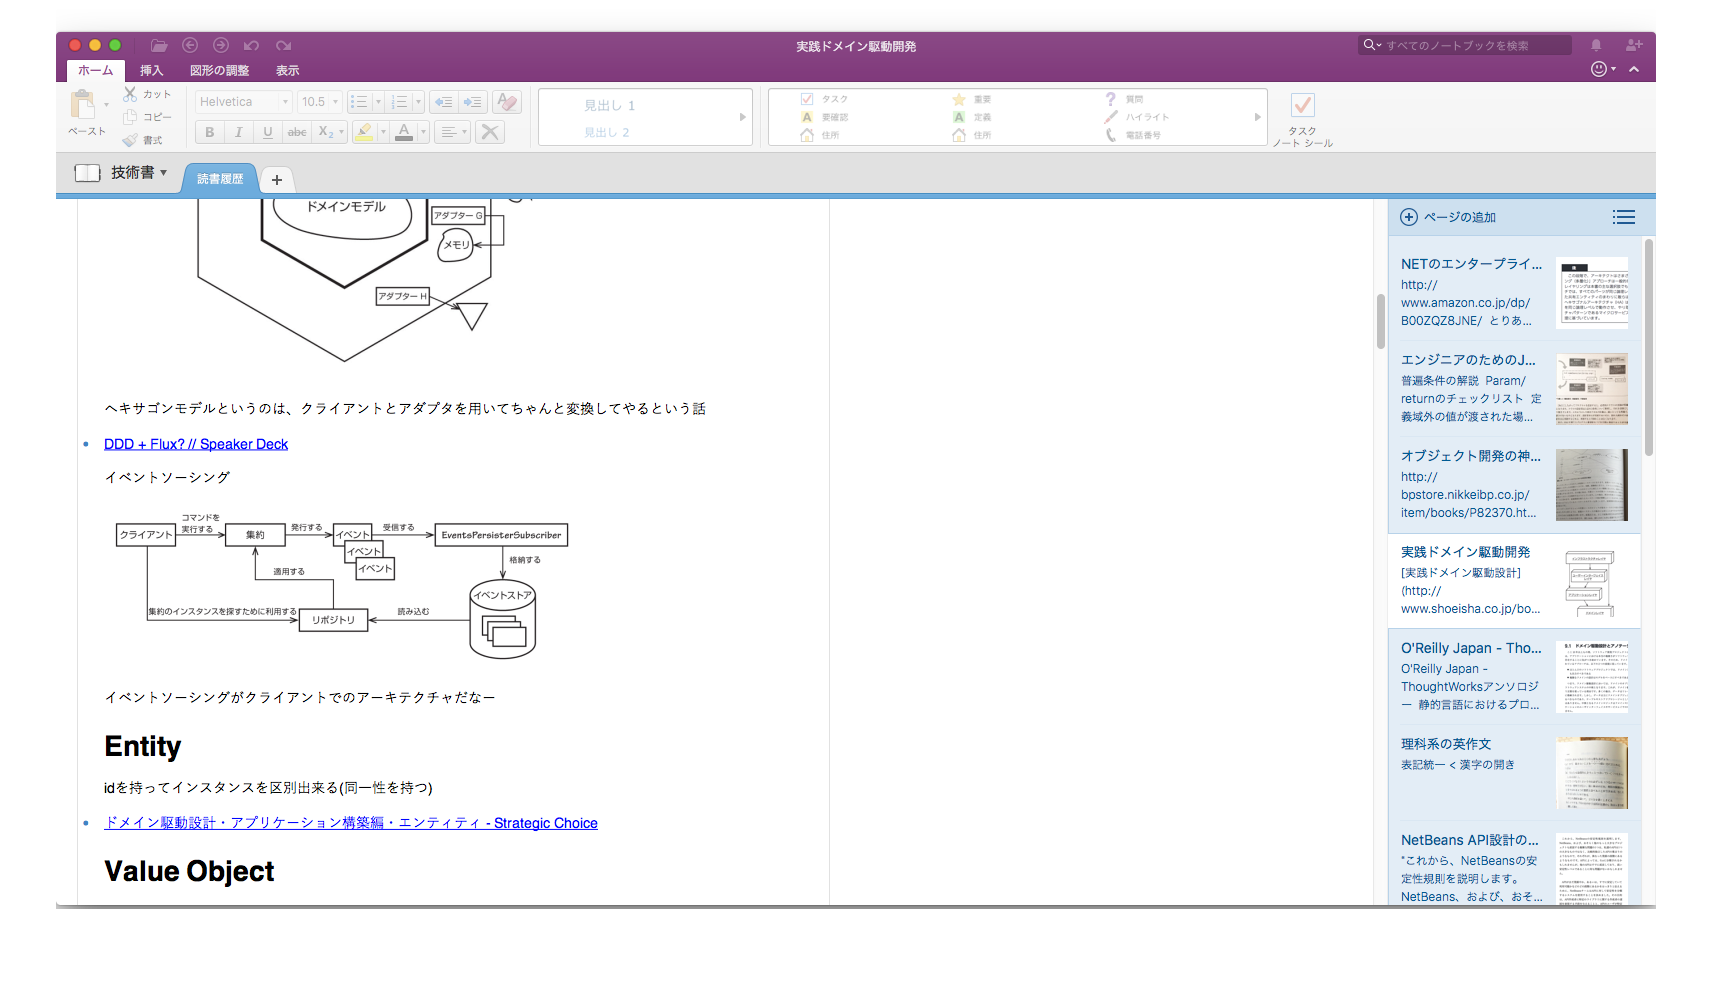 実践ドメイン駆動開発
すべてのノートブックを検索
ホーム 挿入 図形の調整 表示
ペースト
カット
コピー
書式
Helvetica 10.5
B I U abc X2 A
見出し 1
見出し 2
タスク 重要 質問
要確認 定義 ハイライト
住所 住所 電話番号
タスク
ノート シール
技術書 読書履歴 +
ドメインモデル
アダプター G
メモリ
アダプター H
ヘキサゴンモデルというのは、クライアントとアダプタを用いてちゃんと変換してやるという話
DDD + Flux? // Speaker Deck
イベントソーシング
クライアント
コマンドを
実行する
集約
発行する
イベント
イベント
イベント
受信する
EventsPersisterSubscriber
格納する
適用する
イベントストア
集約のインスタンスを探すために利用する
リポジトリ
読み込む
イベントソーシングがクライアントでのアーキテクチャだなー
Entity
idを持ってインスタンスを区別出来る(同一性を持つ)
ドメイン駆動設計・アプリケーション構築編・エンティティ - Strategic Choice
Value Object
ページの追加
NETのエンタープライ...
http://
www.amazon.co.jp/dp/
B00ZQZ8JNE/ とりあ...
エンジニアのためのJ...
普遍条件の解説 Param/
returnのチェックリスト 定
義域外の値が渡された場...
オブジェクト開発の神...
http://
bpstore.nikkeibp.co.jp/
item/books/P82370.ht...
実践ドメイン駆動開発
[実践ドメイン駆動設計]
(http://
www.shoeisha.co.jp/bo...
O'Reilly Japan - Tho...
O'Reilly Japan -
ThoughtWorksアンソロジ
ー 静的言語におけるプロ...
理科系の英作文
表記統一 < 漢字の開き
NetBeans API設計の...
"これから、NetBeansの安
定性規則を説明します。
NetBeans、および、おそ...